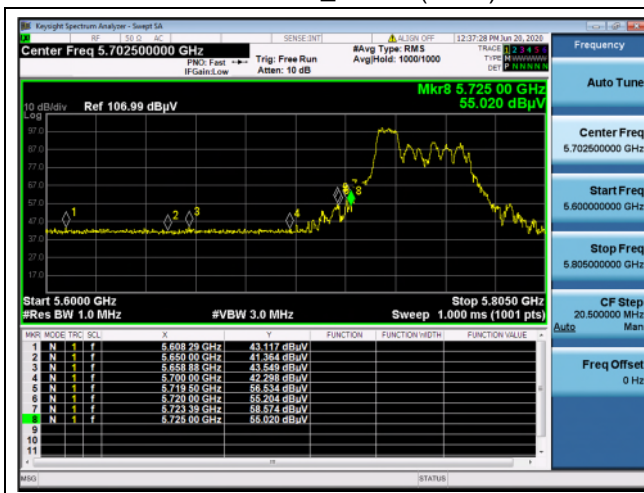 Keysight Spectrum Analyzer - Swept SA
RF 50 Ω AC SENSE:INT ALIGN OFF 12:37:28 PM Jun 20, 2020
Center Freq 5.702500000 GHz #Avg Type: RMS TRACE 1 2 3 4 5 6
PNO: Fast Trig: Free Run Avg|Hold: 1000/1000 TYPE M WWWWW
IFGain:Low Atten: 10 dB DET P N N N N N
Mkr8 5.725 00 GHz
10 dB/div Ref 106.99 dBµV 55.020 dBµV
Log
97.0
87.0
77.0
67.0
57.0
47.0
37.0
27.0
17.0
1
2
3
4
7
8
Start 5.6000 GHz Stop 5.8050 GHz
#Res BW 1.0 MHz #VBW 3.0 MHz Sweep 1.000 ms (1001 pts)
MKR MODE TRC SCL X Y FUNCTION FUNCTION WIDTH FUNCTION VALUE
1 N 1 f 5.608 29 GHz 43.117 dBµV
2 N 1 f 5.650 00 GHz 41.364 dBµV
3 N 1 f 5.658 88 GHz 43.549 dBµV
4 N 1 f 5.700 00 GHz 42.298 dBµV
5 N 1 f 5.719 50 GHz 56.534 dBµV
6 N 1 f 5.720 00 GHz 55.204 dBµV
7 N 1 f 5.723 39 GHz 58.574 dBµV
8 N 1 f 5.725 00 GHz 55.020 dBµV
9
10
11
MSG STATUS
Frequency
Auto Tune
Center Freq
5.702500000 GHz
Start Freq
5.600000000 GHz
Stop Freq
5.805000000 GHz
CF Step
20.500000 MHz
Auto Man
Freq Offset
0 Hz